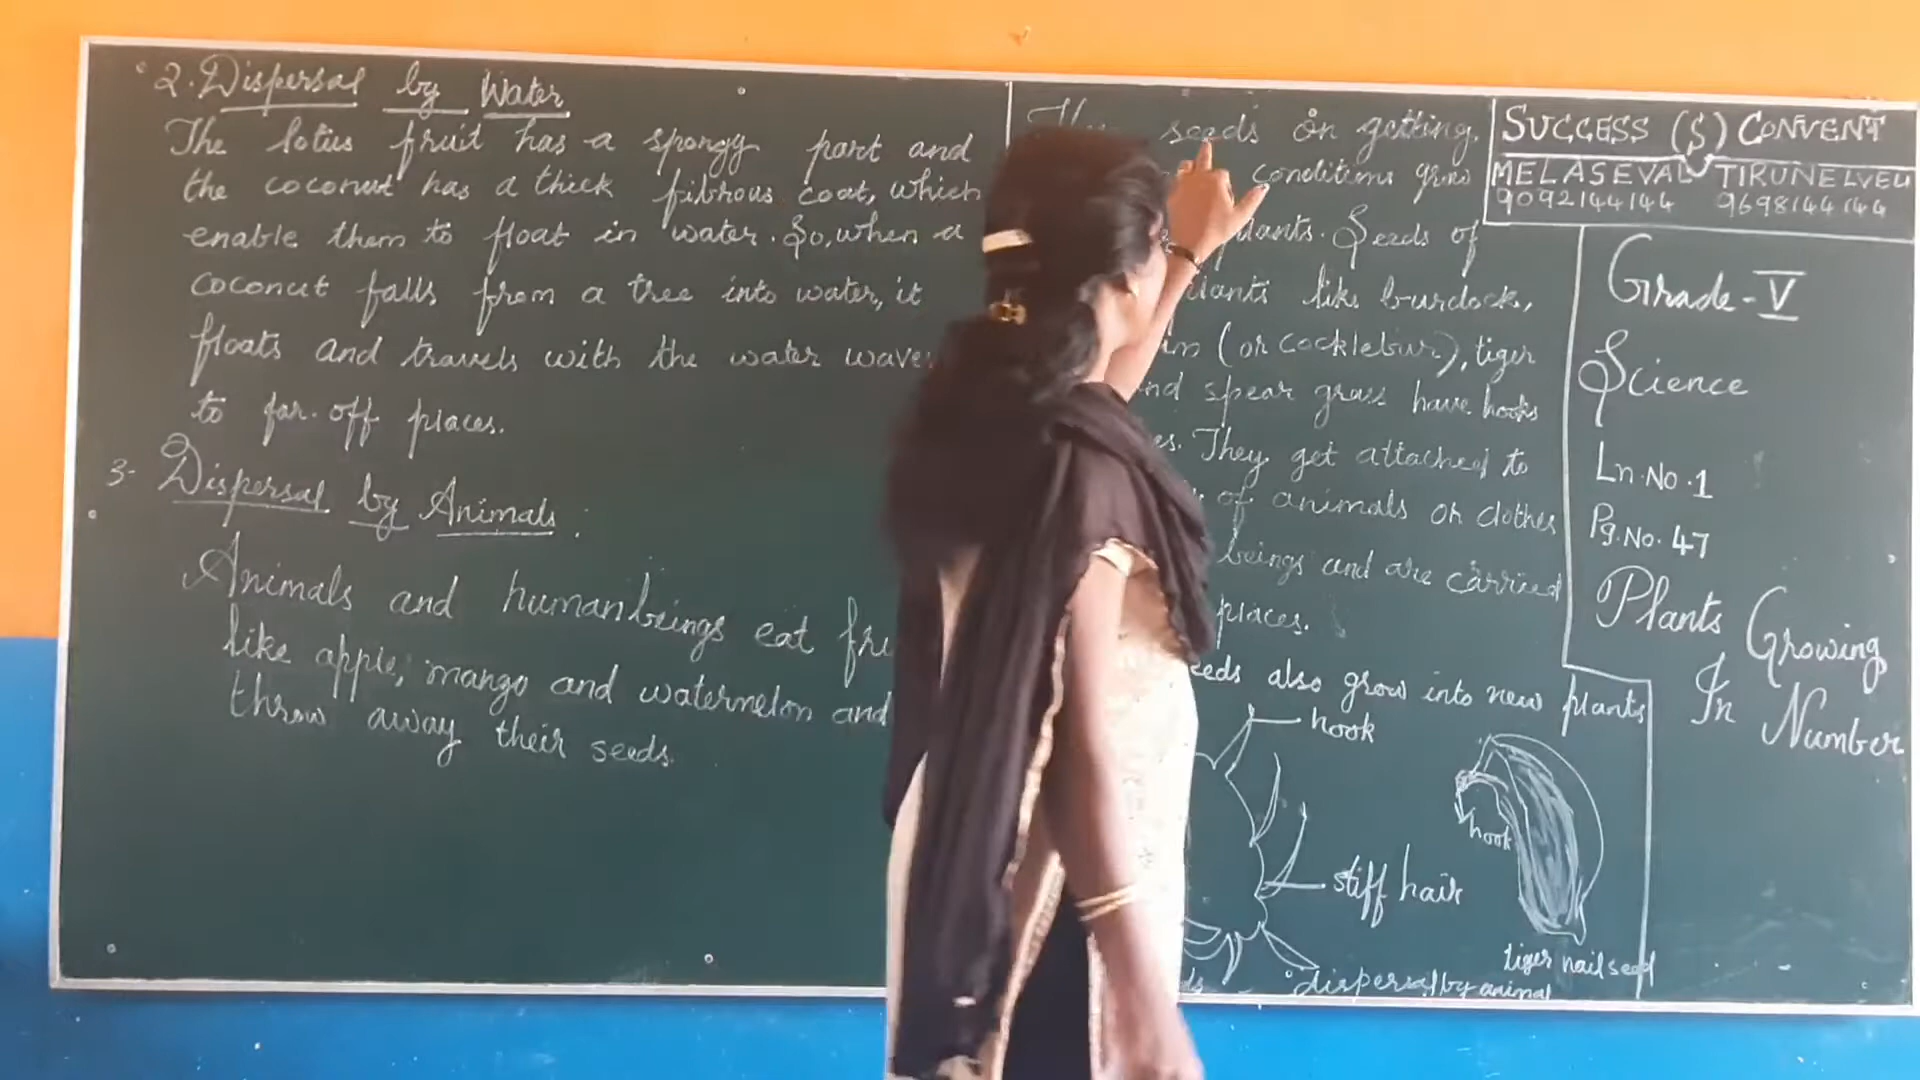 2. Dispersal by Water
The lotus fruit has a spongy part and
the coconut has a thick fibrous coat, which
enable them to float in water. So, when a
coconut falls from a tree into water, it
floats and travels with the water wave
to far-off places.
3- Dispersal by Animals :
Animals and human beings eat fru
like apple, mango and watermelon and
throw away their seeds.
seeds on getting
conditions grow
plants. Seeds of
plants like burdock,
(or cocklebur), tiger
and spear grass have hooks
They get attached to
of animals or clothes
beings and are carried
places.
seeds also grow into new plants
hook
stiff hair
hook
tiger nail seed
dispersal by animal
SUCCESS ($) CONVENT
MELASEVAL TIRUNELVELI
9092144144 9698144144
Grade-V
Science
Ln.No.1
Pg.No.47
Plants Growing
In Number